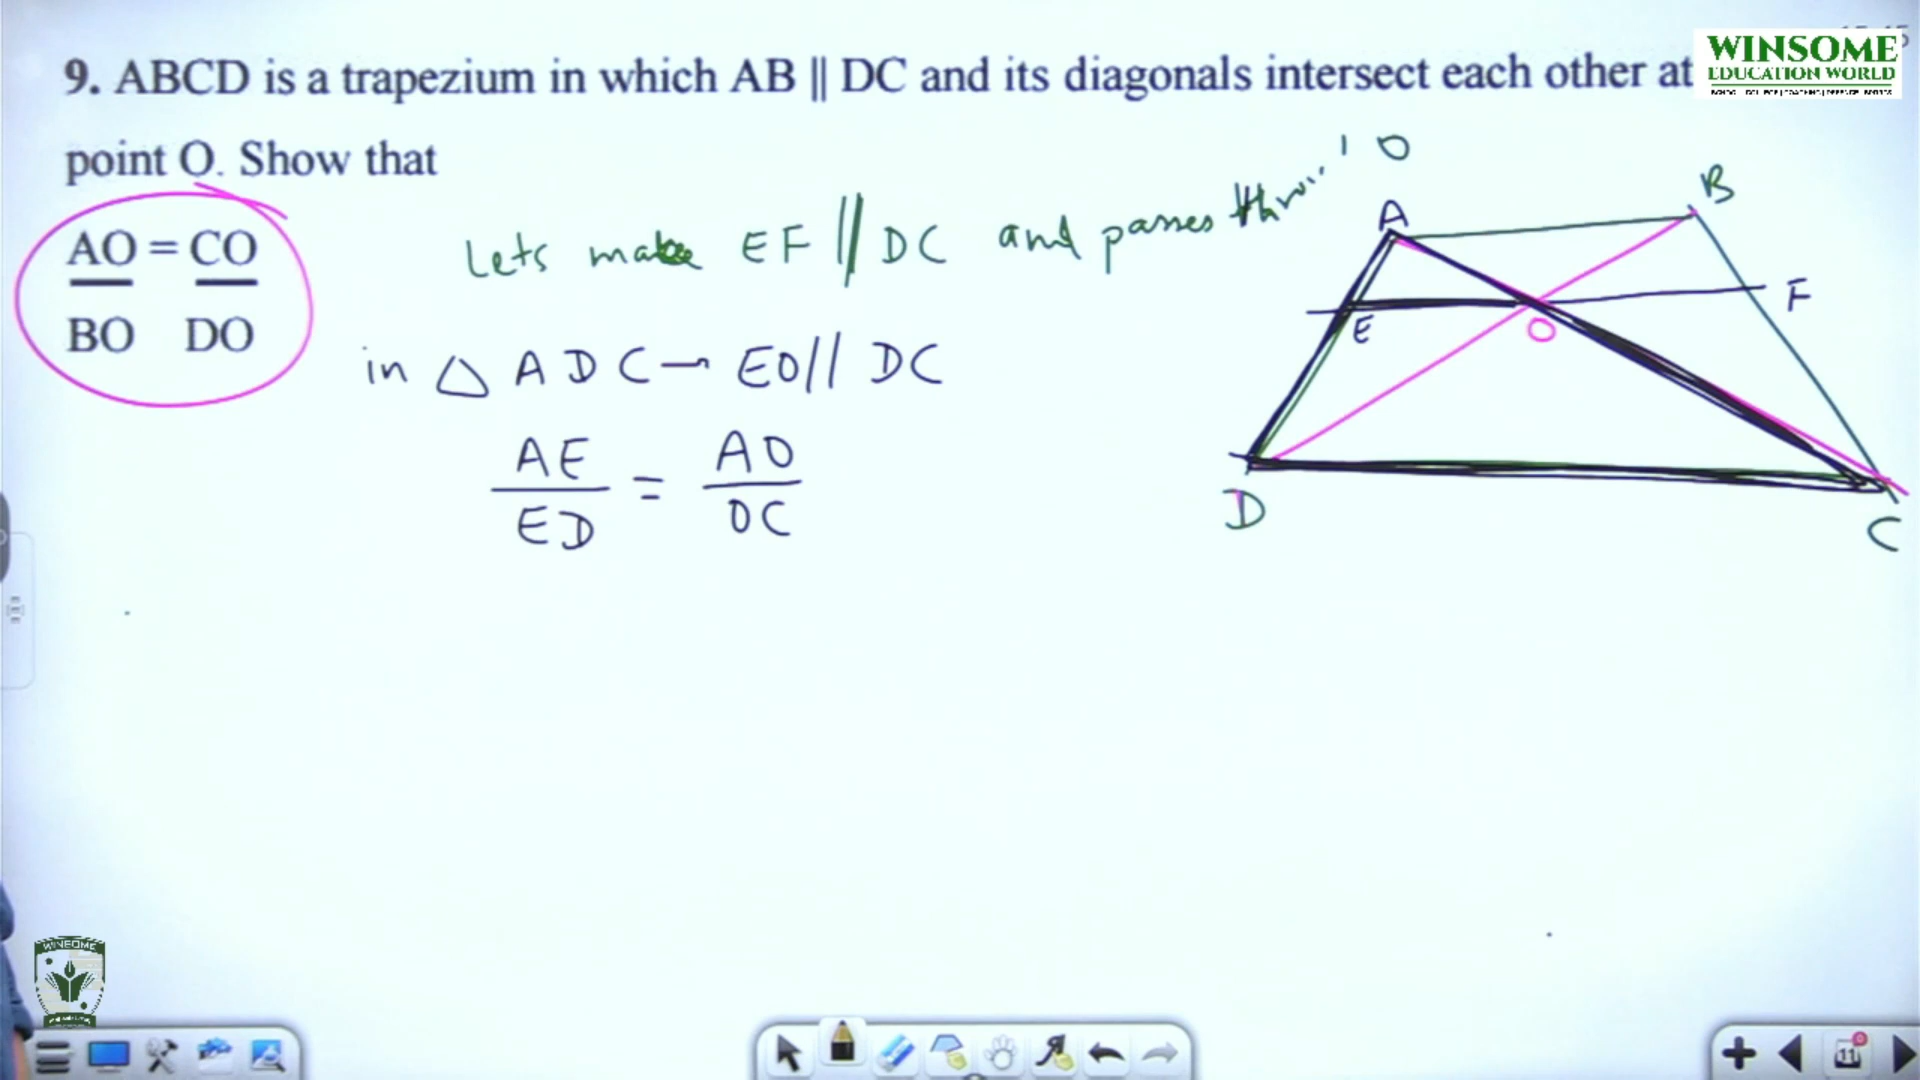 9. ABCD is a trapezium in which AB || DC and its diagonals intersect each other at
point O. Show that
AO = CO
BO DO
Lets make EF || DC and passes O
in △ ADC → EO // DC
AE/ED = AO/OC
A
B
E
F
O
D
C
WINSOME
EDUCATION WORLD
WINSOME
11